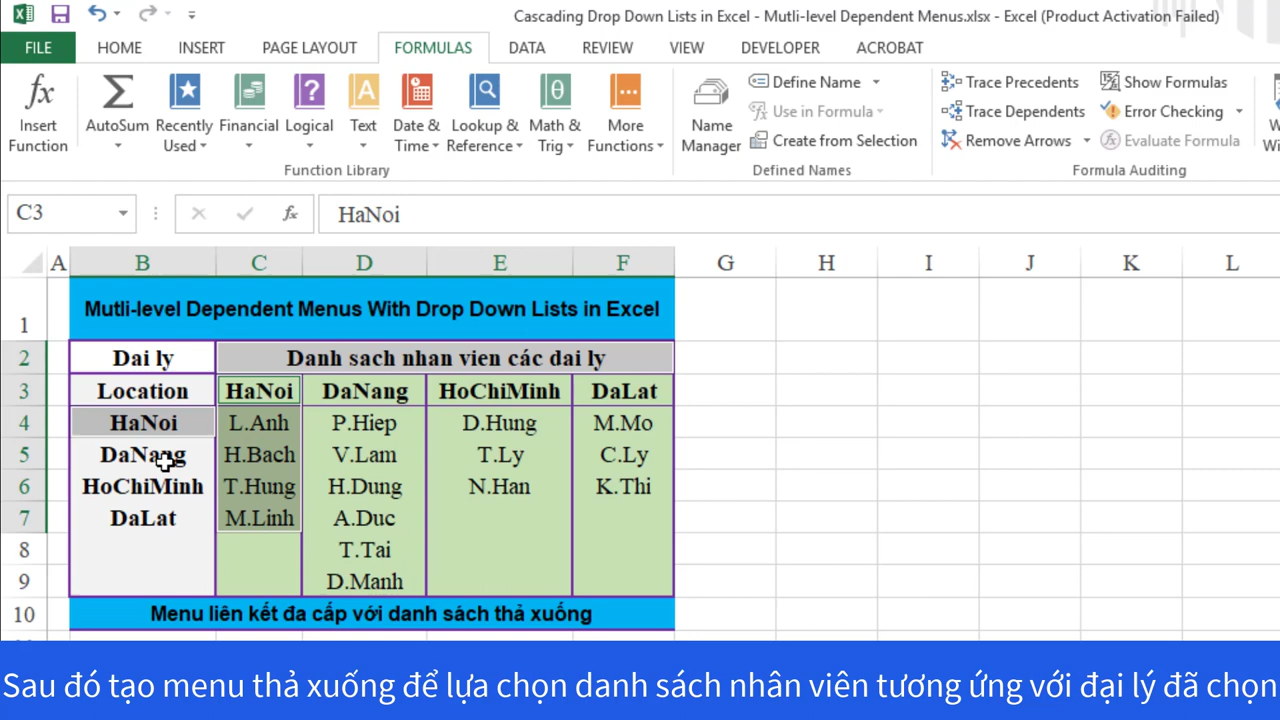 Cascading Drop Down Lists in Excel - Mutli-level Dependent Menus.xlsx - Excel (Product Activation Failed)
FILE HOME INSERT PAGE LAYOUT FORMULAS DATA REVIEW VIEW DEVELOPER ACROBAT
Insert Function
AutoSum
Recently Used
Financial
Logical
Text
Date & Time
Lookup & Reference
Math & Trig
More Functions
Function Library
Name Manager
Define Name
Use in Formula
Create from Selection
Defined Names
Trace Precedents
Trace Dependents
Remove Arrows
Show Formulas
Error Checking
Evaluate Formula
Formula Auditing
C3 fx HaNoi
A B C D E F G H I J K L
1 Mutli-level Dependent Menus With Drop Down Lists in Excel
2 Dai ly Danh sach nhan vien các dai ly
3 Location HaNoi DaNang HoChiMinh DaLat
4 HaNoi L.Anh P.Hiep D.Hung M.Mo
5 DaNang H.Bach V.Lam T.Ly C.Ly
6 HoChiMinh T.Hung H.Dung N.Han K.Thi
7 DaLat M.Linh A.Duc
8 T.Tai
9 D.Manh
10 Menu liên kết đa cấp với danh sách thả xuống
Sau đó tạo menu thả xuống để lựa chọn danh sách nhân viên tương ứng với đại lý đã chọn